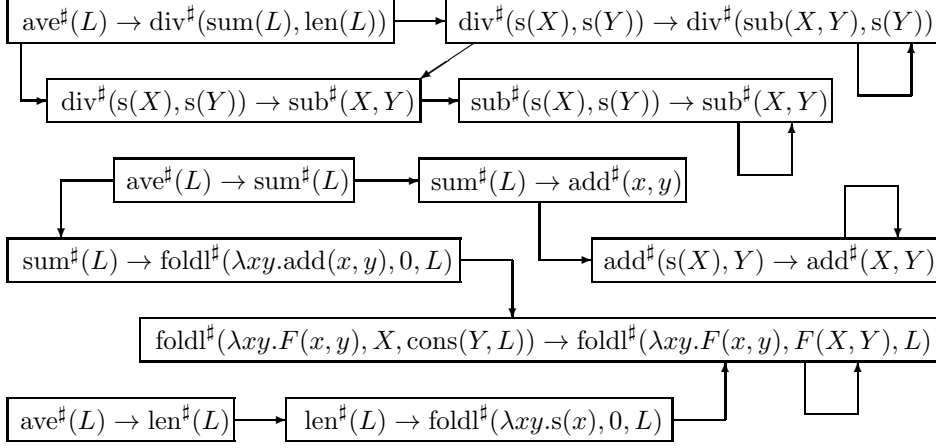 ave♯(L) → div♯(sum(L), len(L)) div♯(s(X), s(Y)) → div♯(sub(X, Y), s(Y))
div♯(s(X), s(Y)) → sub♯(X, Y) sub♯(s(X), s(Y)) → sub♯(X, Y)
ave♯(L) → sum♯(L) sum♯(L) → add♯(x, y)
sum♯(L) → foldl♯(λxy.add(x, y), 0, L) add♯(s(X), Y) → add♯(X, Y)
foldl♯(λxy.F(x, y), X, cons(Y, L)) → foldl♯(λxy.F(x, y), F(X, Y), L)
ave♯(L) → len♯(L) len♯(L) → foldl♯(λxy.s(x), 0, L)